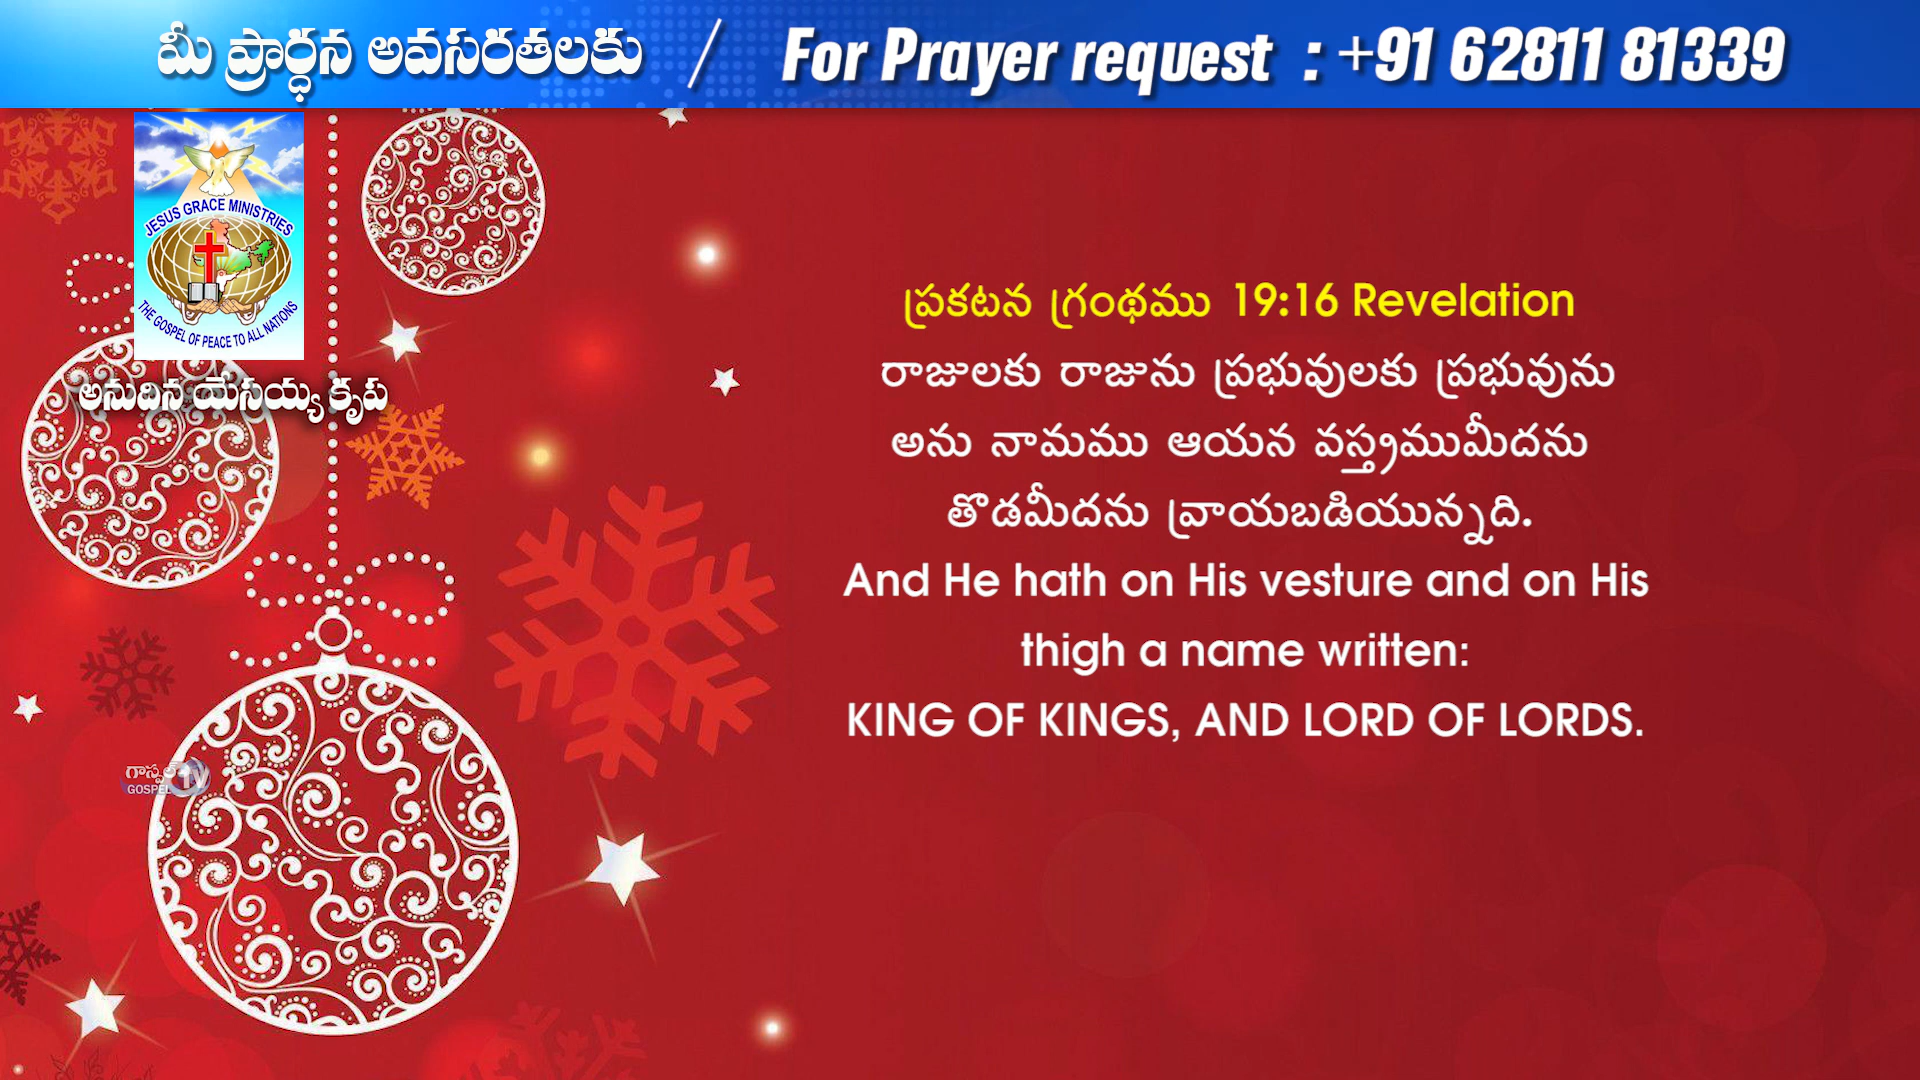 మీ ప్రార్ధన అవసరతలకు / For Prayer request : +91 62811 81339
JESUS GRACE MINISTRIES
THE GOSPEL OF PEACE TO ALL NATIONS
అనుదిన యేసయ్య కృప
ప్రకటన గ్రంథము 19:16 Revelation
రాజులకు రాజును ప్రభువులకు ప్రభువును
అను నామము ఆయన వస్త్రముమీదను
తొడమీదను వ్రాయబడియున్నది.
And He hath on His vesture and on His
thigh a name written:
KING OF KINGS, AND LORD OF LORDS.
గాస్పల్ TV
GOSPEL